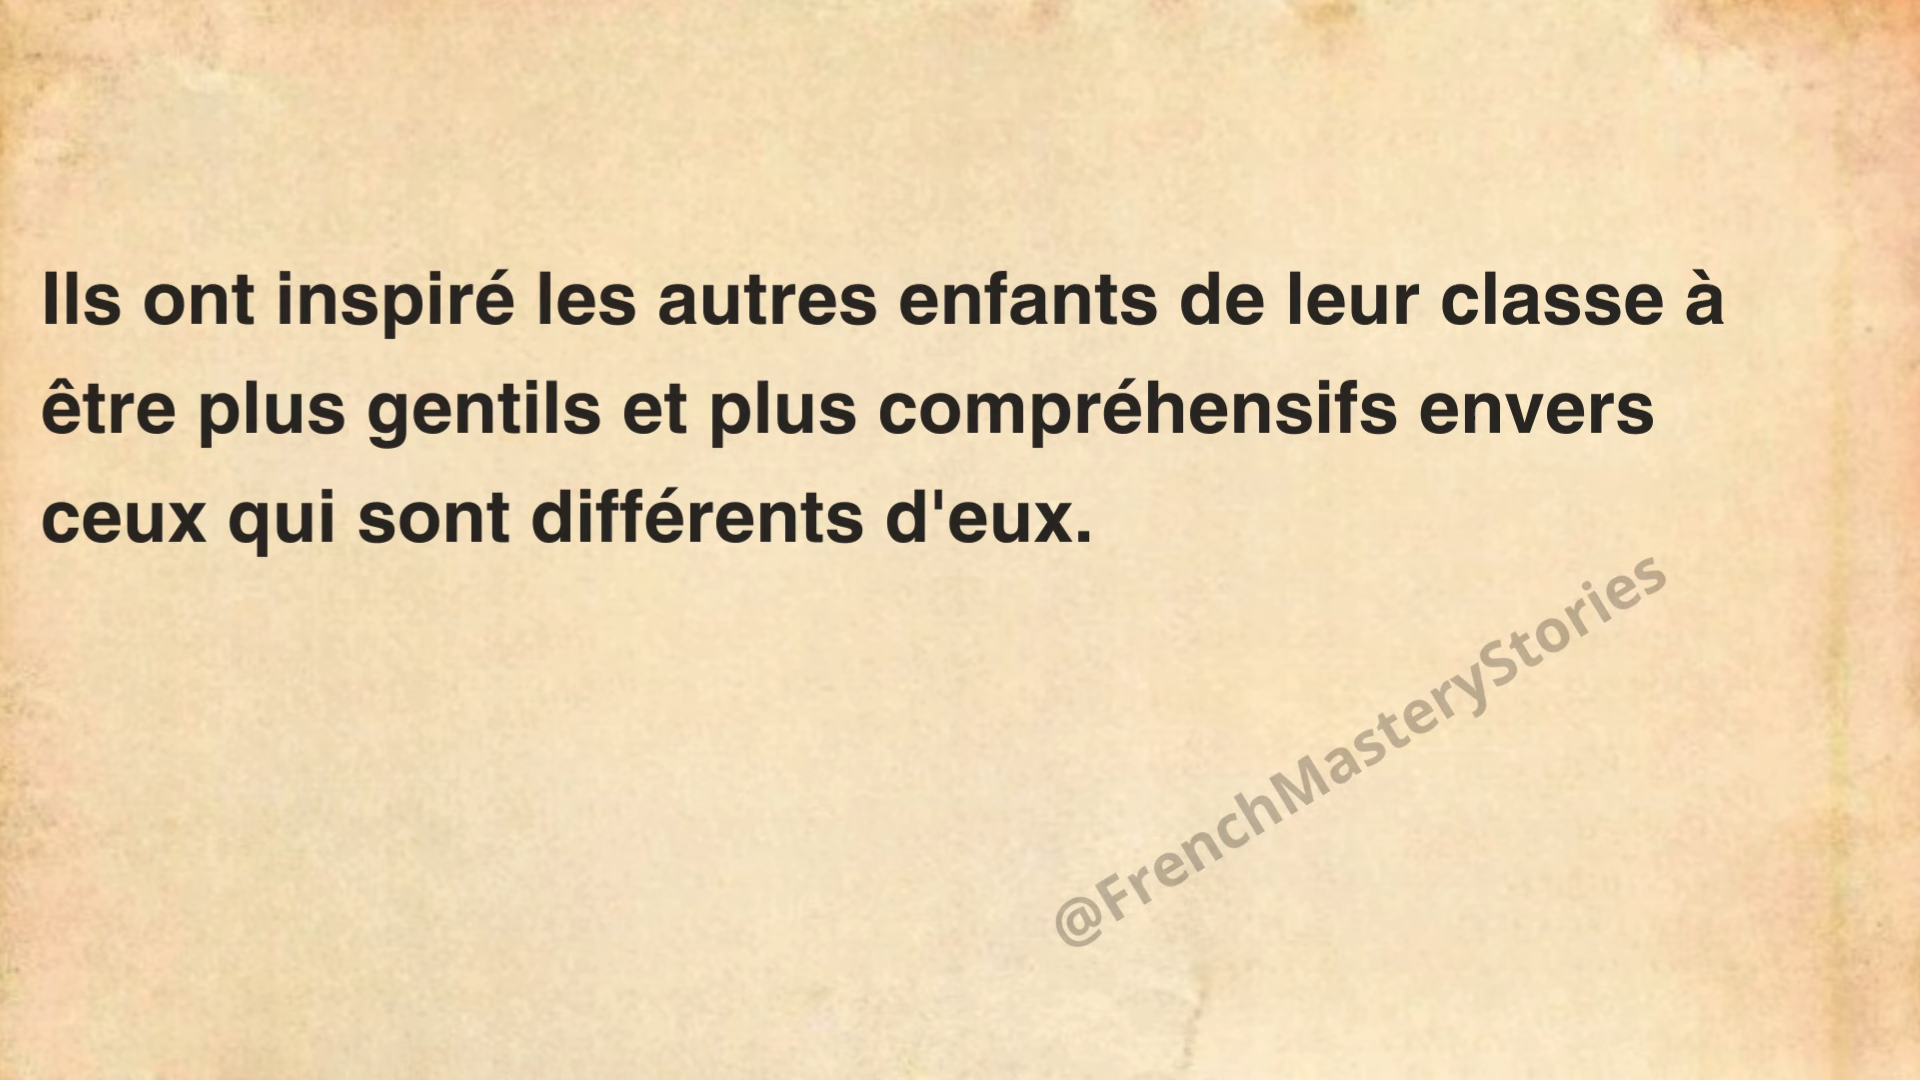 Ils ont inspiré les autres enfants de leur classe à
être plus gentils et plus compréhensifs envers
ceux qui sont différents d'eux.
@FrenchMasteryStories